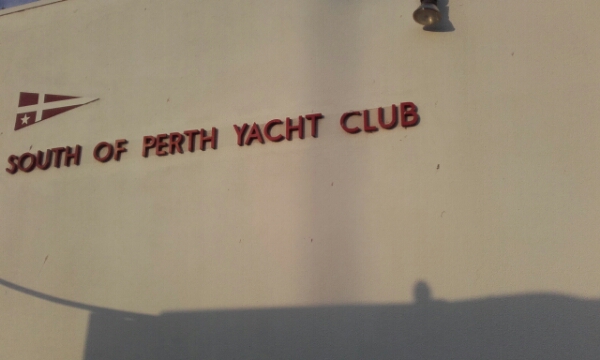 SOUTH OF PERTH YACHT CLUB